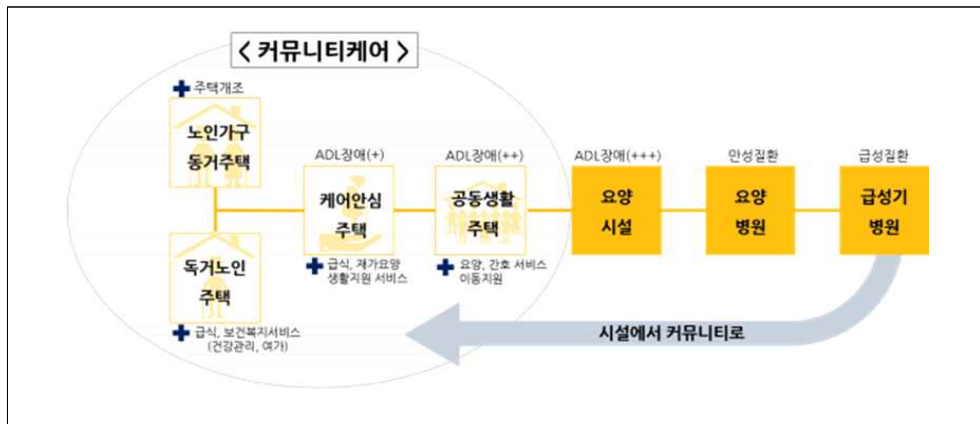 < 커뮤니티케어 >
주택개조
노인가구
동거주택
독거노인
주택
급식, 보건복지서비스
(건강관리, 여가)
ADL장애(+)
케어안심
주택
급식, 재가요양
생활지원 서비스
ADL장애(++)
공동생활
주택
요양, 간호 서비스
이동지원
ADL장애(+++)
요양
시설
만성질환
요양
병원
급성질환
급성기
병원
시설에서 커뮤니티로